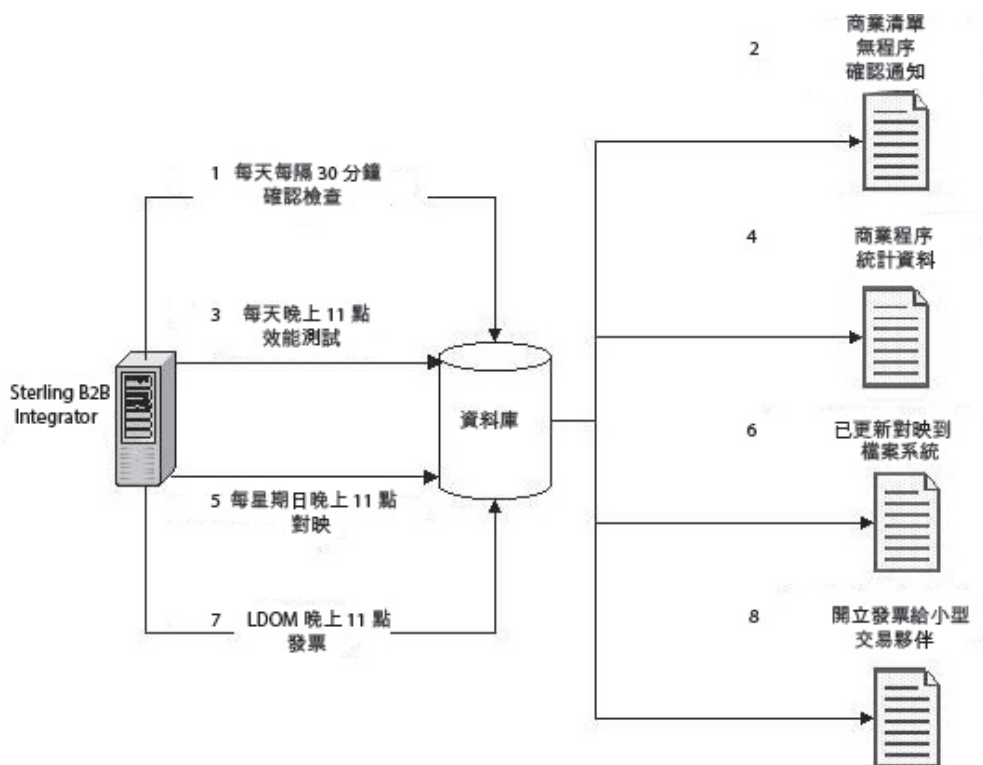 2
商業清單
無程序
確認通知
1 每天每隔 30 分鐘
確認檢查
4
商業程序
統計資料
3 每天晚上 11 點
效能測試
Sterling B2B
Integrator
資料庫
6
已更新對映到
檔案系統
5 每星期日晚上 11 點
對映
7 LDOM 晚上 11 點
發票
8
開立發票給小型
交易夥伴